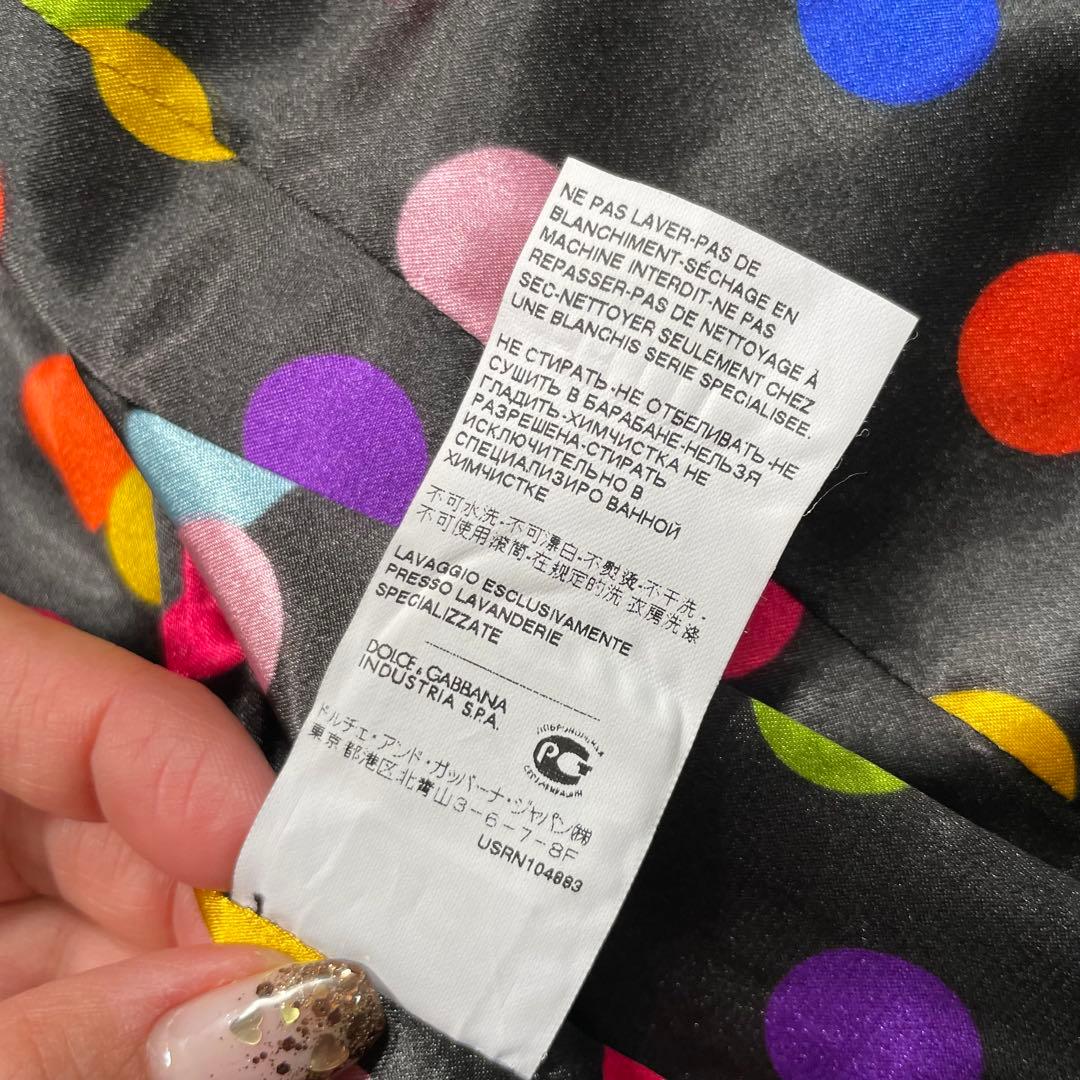 NE PAS LAVER-PAS DE
BLANCHIMENT-SÉCHAGE EN
MACHINE INTERDIT-NE PAS
REPASSER-PAS DE NETTOYAGE À
SEC-NETTOYER SEULEMENT CHEZ
UNE BLANCHIS SERIE SPECIALISEE.
НЕ СТИРАТЬ-НЕ ОТБЕЛИВАТЬ-НЕ
СУШИТЬ В БАРАБАНЕ-НЕЛЬЗЯ
ГЛАДИТЬ-ХИМЧИСТКА НЕ
РАЗРЕШЕНА-СТИРАТЬ
ИСКЛЮЧИТЕЛЬНО В
СПЕЦИАЛИЗИРО ВАННОЙ
ХИМЧИСТКЕ
不可水洗-不可漂白-不熨烫-不干洗-
不可使用滚筒-在规定的洗 衣房洗涤
LAVAGGIO ESCLUSIVAMENTE
PRESSO LAVANDERIE
SPECIALIZZATE
DOLCE & GABBANA
INDUSTRIA S.P.A.
ドルチェ・アンド・ガッバーナ・ジャパン㈱
東京都港区北青山3-6-7-8F
USRN104883